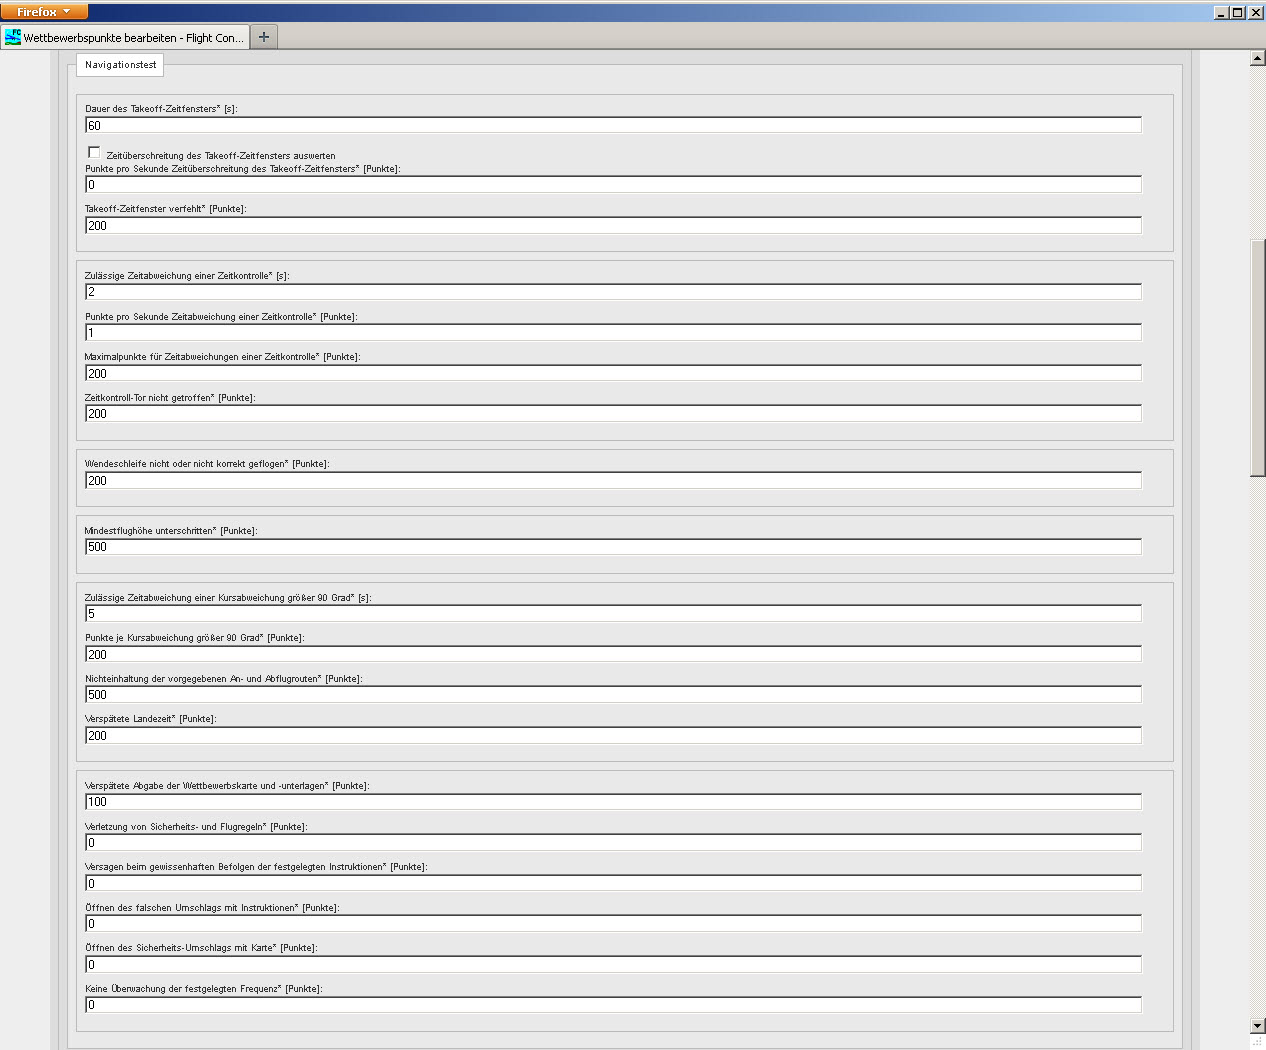 Firefox
Wettbewerbspunkte bearbeiten - Flight Con...
Navigationstest
Dauer des Takeoff-Zeitfensters* [s]:
60
Zeitüberschreitung des Takeoff-Zeitfensters auswerten
Punkte pro Sekunde Zeitüberschreitung des Takeoff-Zeitfensters* [Punkte]:
0
Takeoff-Zeitfenster verfehlt* [Punkte]:
200
Zulässige Zeitabweichung einer Zeitkontrolle* [s]:
2
Punkte pro Sekunde Zeitabweichung einer Zeitkontrolle* [Punkte]:
1
Maximalpunkte für Zeitabweichungen einer Zeitkontrolle* [Punkte]:
200
Zeitkontroll-Tor nicht getroffen* [Punkte]:
200
Wendeschleife nicht oder nicht korrekt geflogen* [Punkte]:
200
Mindestflughöhe unterschritten* [Punkte]:
500
Zulässige Zeitabweichung einer Kursabweichung größer 90 Grad* [s]:
5
Punkte je Kursabweichung größer 90 Grad* [Punkte]:
200
Nichteinhaltung der vorgegebenen An- und Abflugrouten* [Punkte]:
500
Verspätete Landezeit* [Punkte]:
200
Verspätete Abgabe der Wettbewerbskarte und -unterlagen* [Punkte]:
100
Verletzung von Sicherheits- und Flugregeln* [Punkte]:
0
Versagen beim gewissenhaften Befolgen der festgelegten Instruktionen* [Punkte]:
0
Öffnen des falschen Umschlags mit Instruktionen* [Punkte]:
0
Öffnen des Sicherheits-Umschlags mit Karte* [Punkte]:
0
Keine Überwachung der festgelegten Frequenz* [Punkte]:
0